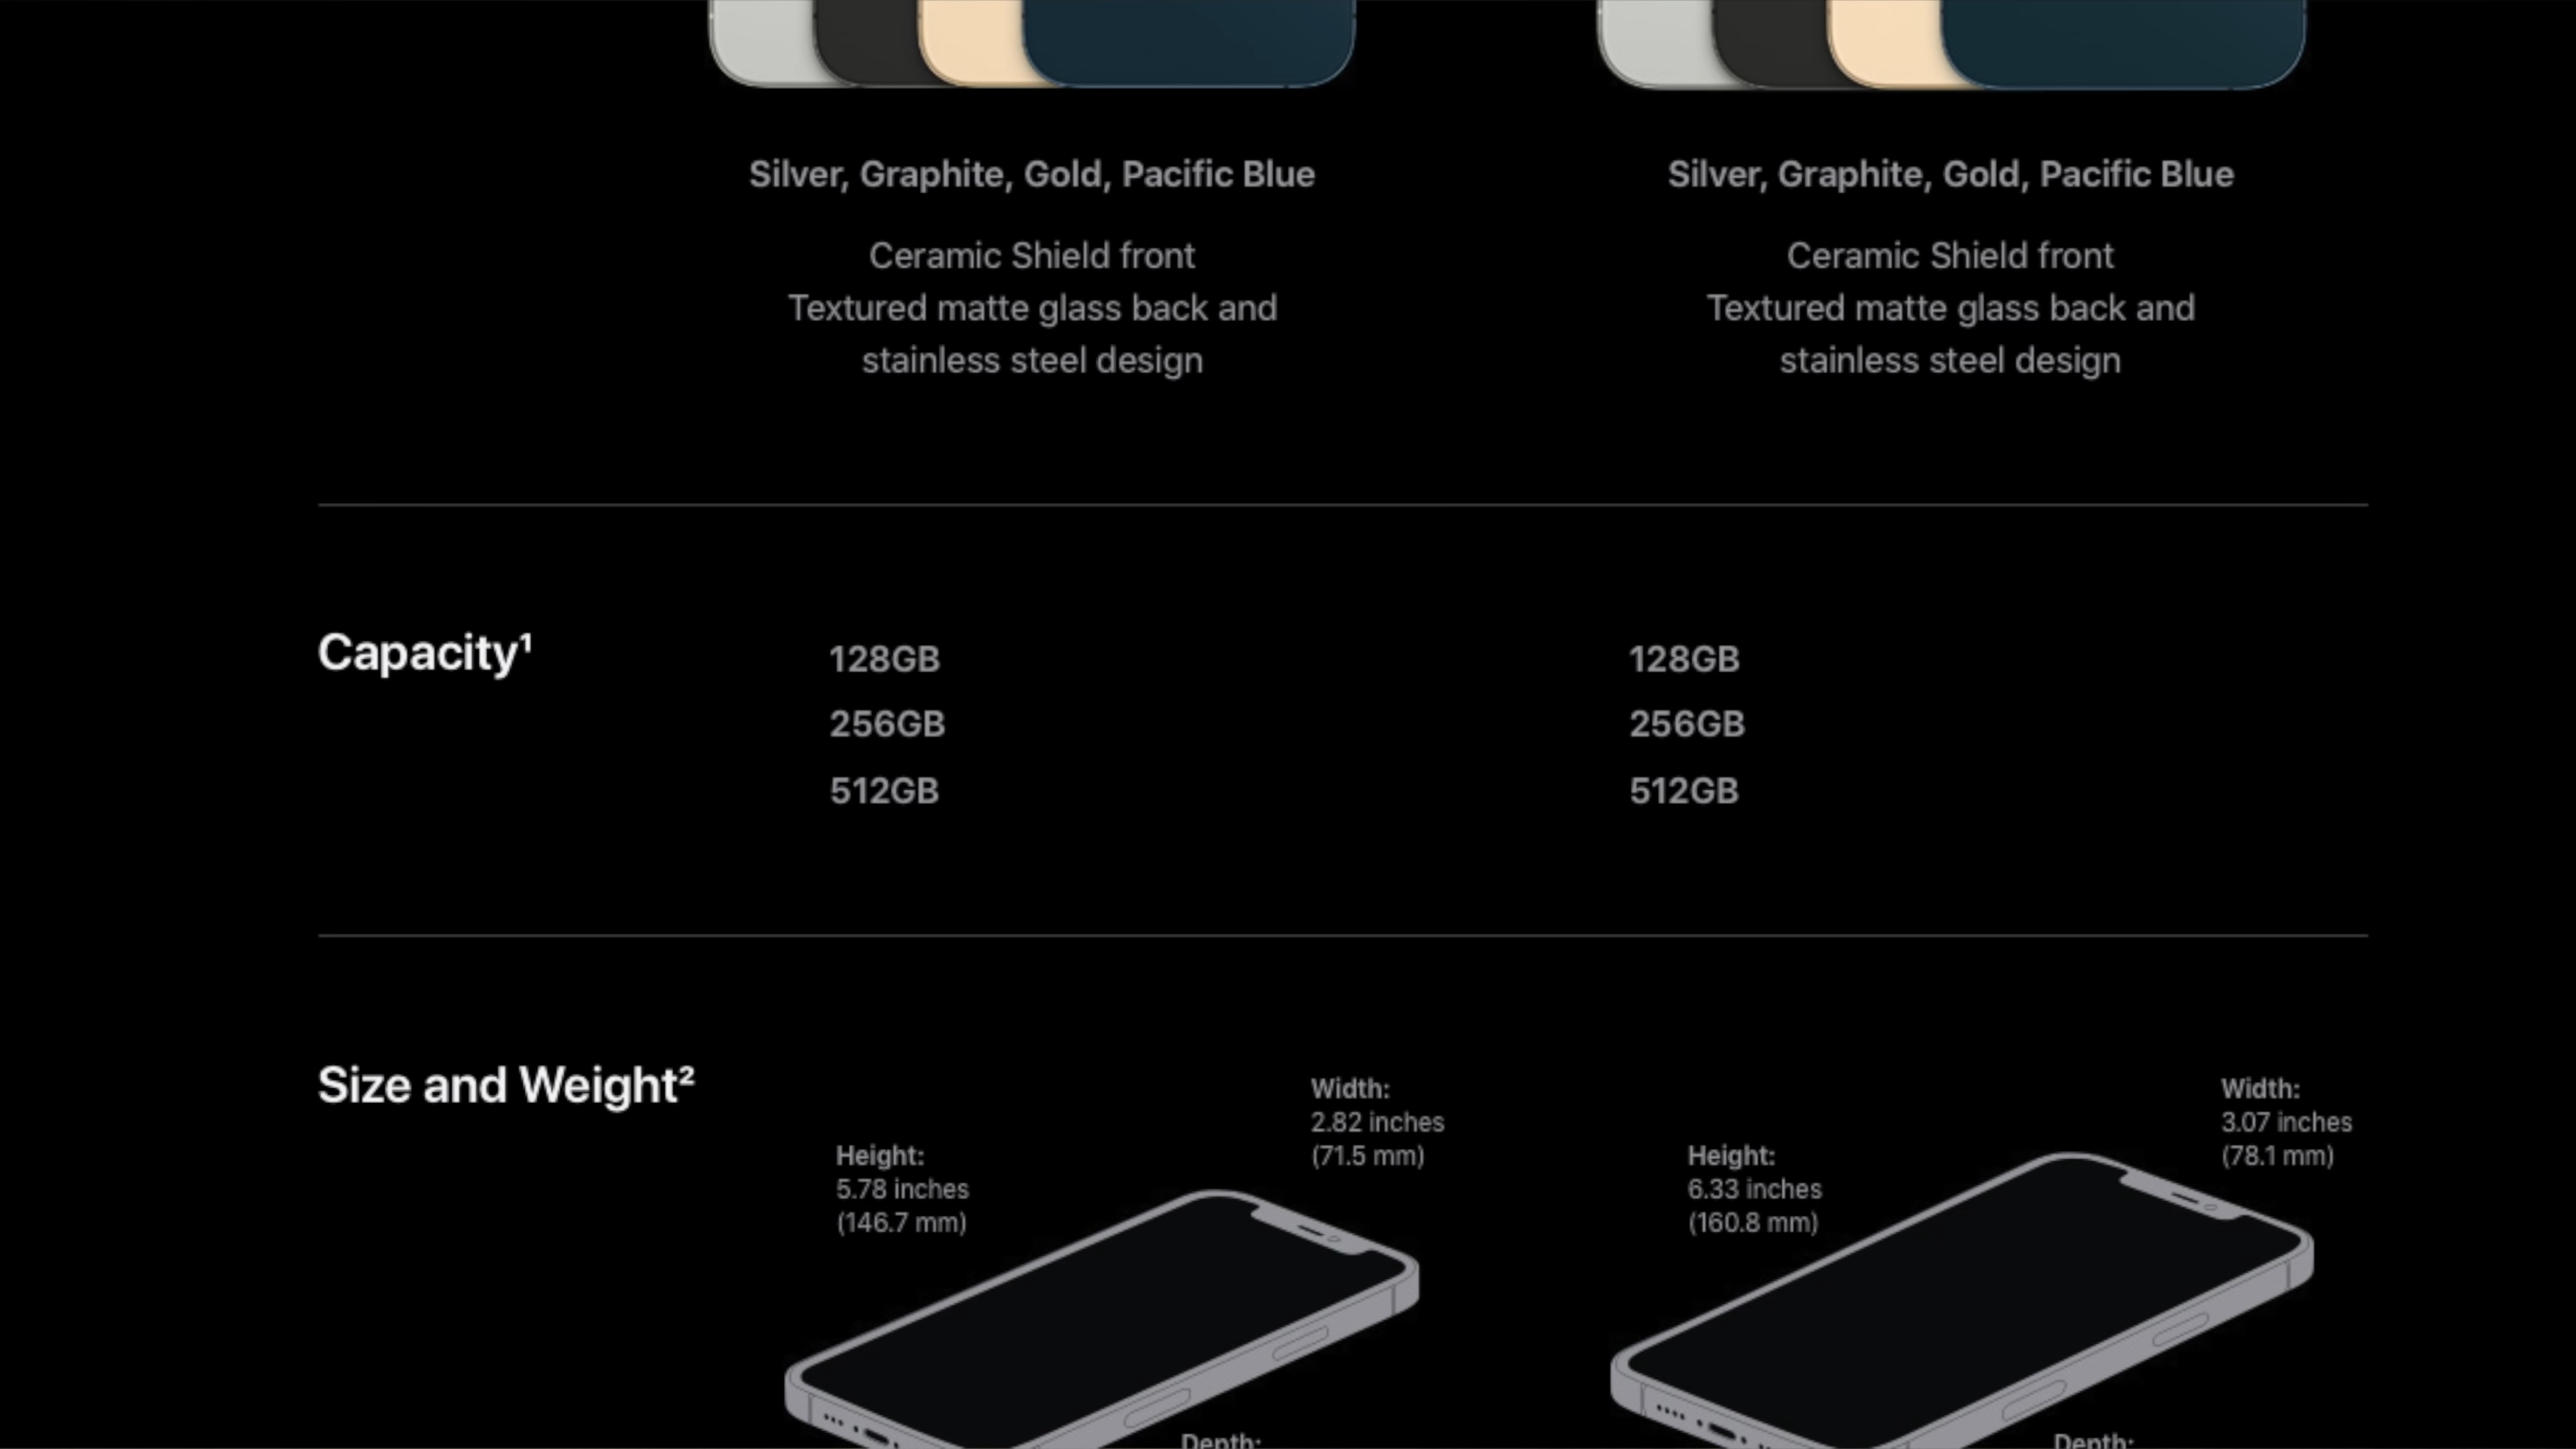 Silver, Graphite, Gold, Pacific Blue
Ceramic Shield front
Textured matte glass back and
stainless steel design
Silver, Graphite, Gold, Pacific Blue
Ceramic Shield front
Textured matte glass back and
stainless steel design
Capacity¹
128GB
256GB
512GB
128GB
256GB
512GB
Size and Weight²
Height:
5.78 inches
(146.7 mm)
Width:
2.82 inches
(71.5 mm)
Depth:
Height:
6.33 inches
(160.8 mm)
Width:
3.07 inches
(78.1 mm)
Depth: